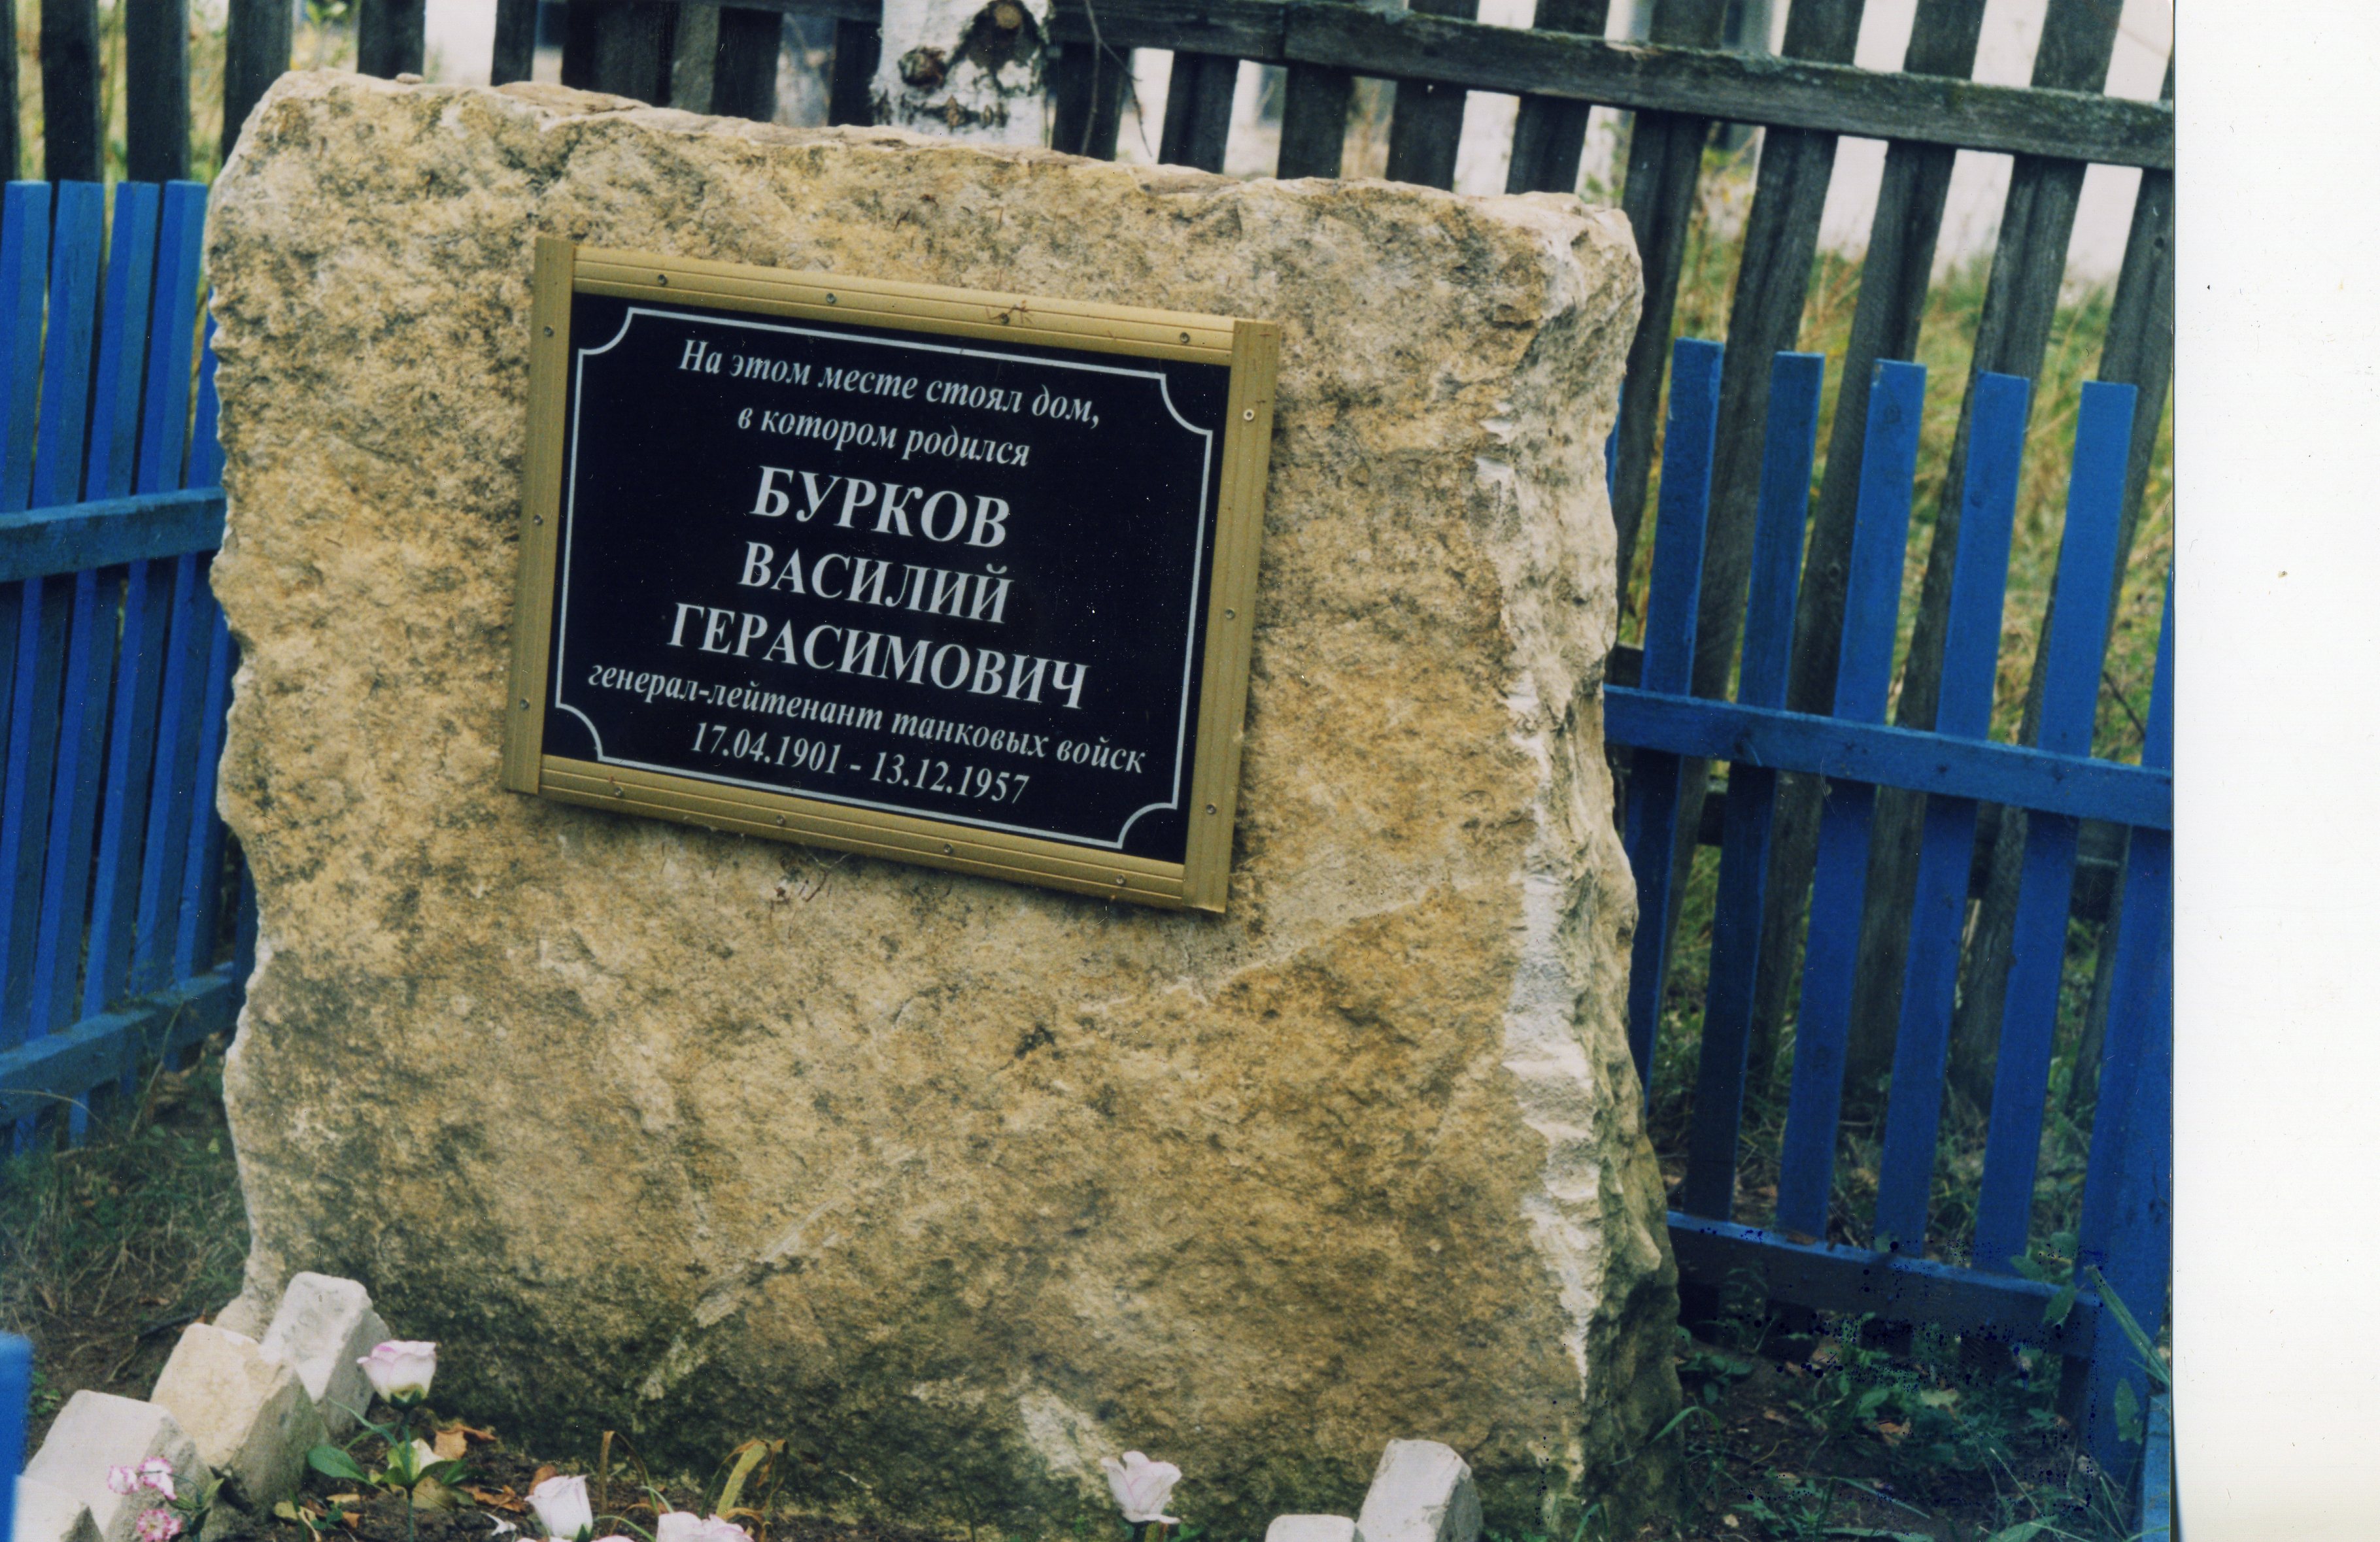 На этом месте стоял дом,
в котором родился
БУРКОВ
ВАСИЛИЙ
ГЕРАСИМОВИЧ
генерал-лейтенант танковых войск
17.04.1901 - 13.12.1957